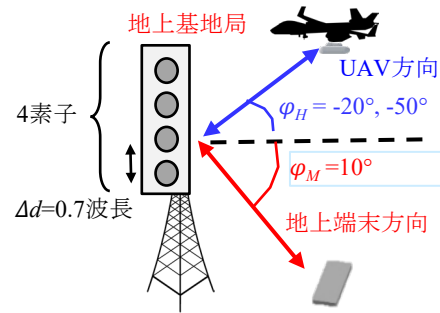 地上基地局
UAV方向
4素子
φH = -20°, -50°
φM =10°
Δd=0.7波長
地上端末方向